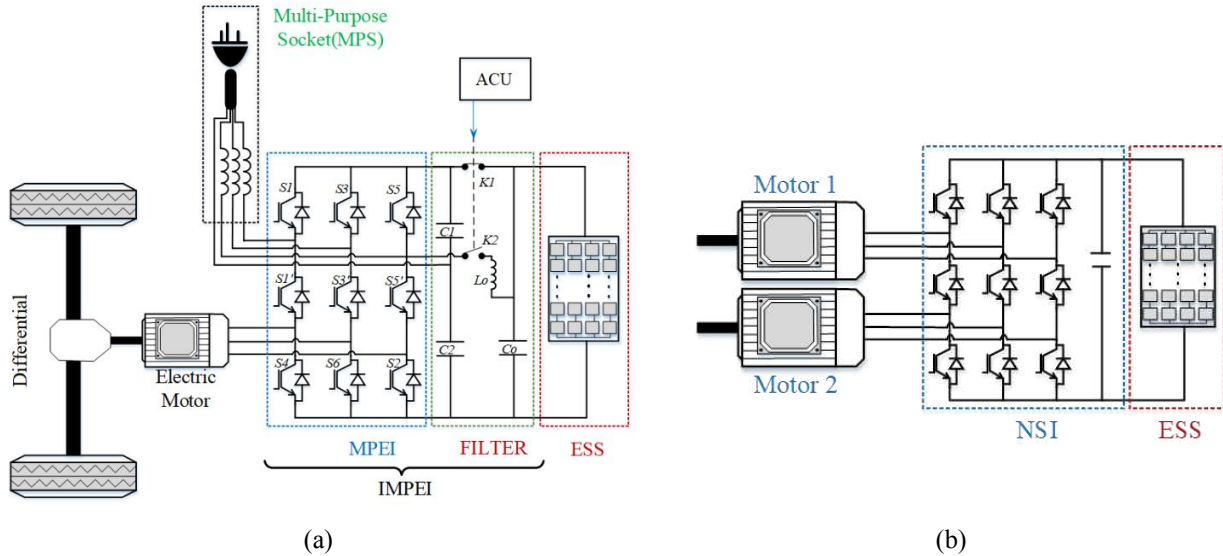 Multi-Purpose
Socket(MPS)
ACU
S1
S3
S5
K1
C1
K2
Lo
S1'
S3'
S5'
C2
Co
S4
S6
S2
Differential
Electric
Motor
MPEI
FILTER
ESS
IMPEI
(a)
Motor 1
Motor 2
NSI
ESS
(b)